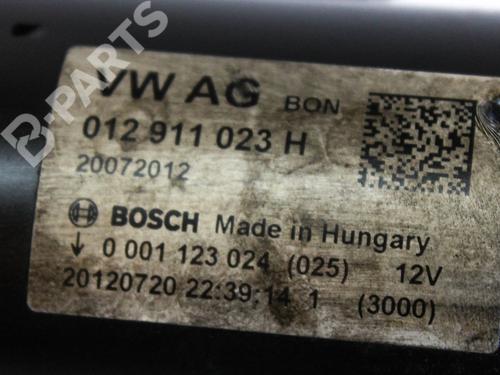 B-PARTS
VW AG BON
012 911 023 H
20072012
BOSCH Made in Hungary
↓ 0 001 123 024 (025) 12V
20120720 22:39:14 1 (3000)